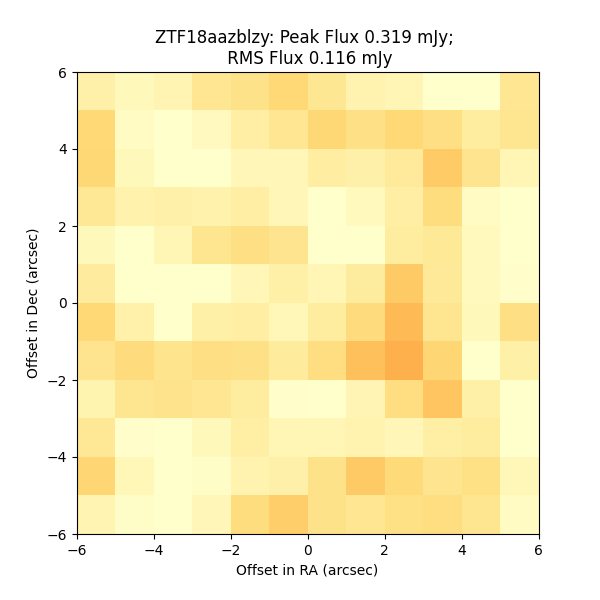 ZTF18aazblzy: Peak Flux 0.319 mJy;
RMS Flux 0.116 mJy
6
4
2
0
−2
−4
−6
Offset in Dec (arcsec)
−6 −4 −2 0 2 4 6
Offset in RA (arcsec)